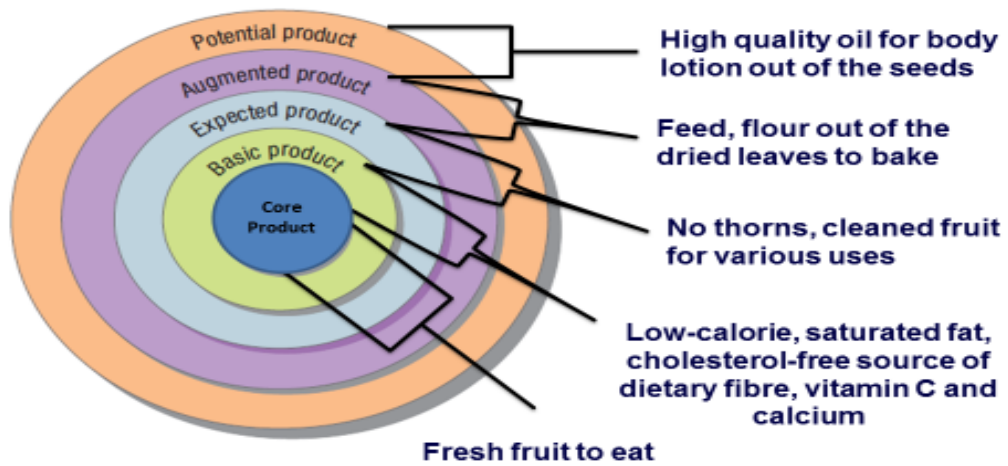 Potential product
Augmented product
Expected product
Basic product
Core
Product
High quality oil for body
lotion out of the seeds
Feed, flour out of the
dried leaves to bake
No thorns, cleaned fruit
for various uses
Low-calorie, saturated fat,
cholesterol-free source of
dietary fibre, vitamin C and
calcium
Fresh fruit to eat